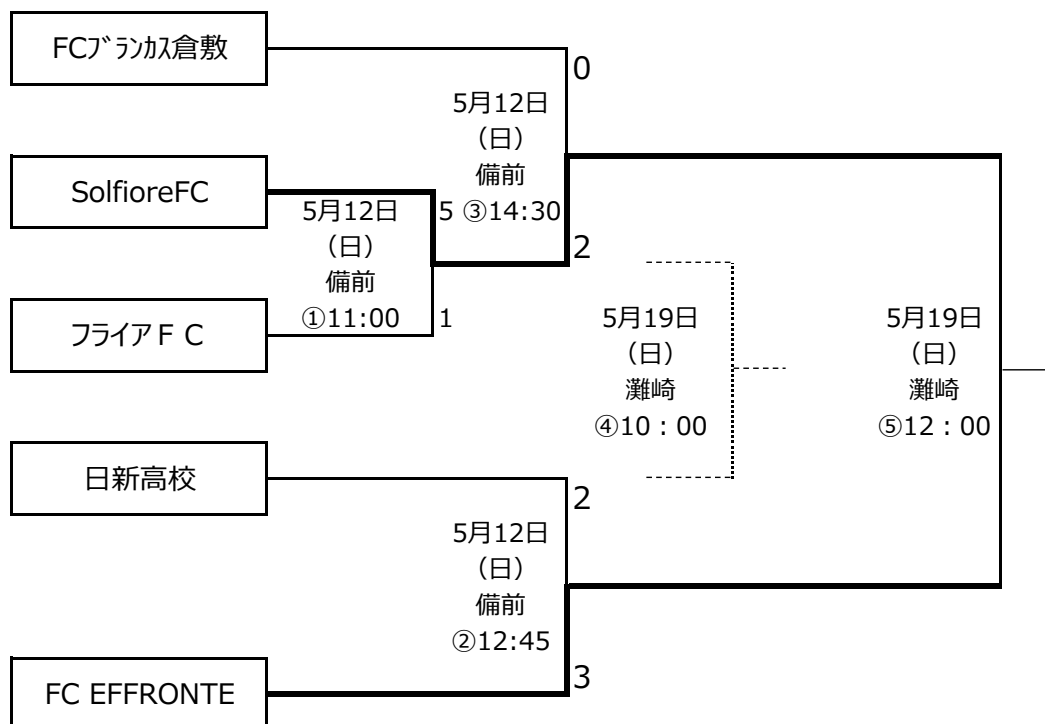 FCﾌﾞﾗﾝｶｽ倉敷
0
5月12日
（日）
備前
③14:30
SolfioreFC
5
5月12日
（日）
備前
①11:00
2
フライアＦＣ
1
5月19日
（日）
灘崎
④10：00
5月19日
（日）
灘崎
⑤12：00
日新高校
2
5月12日
（日）
備前
②12:45
FC EFFRONTE
3